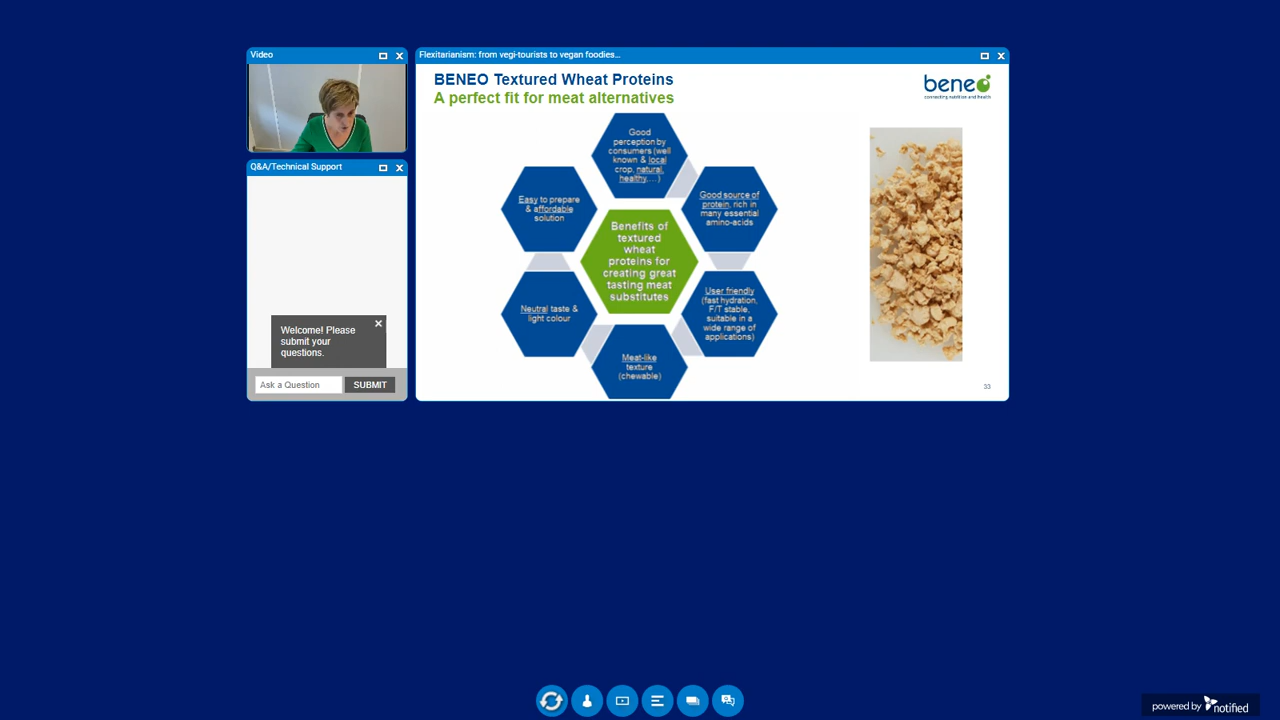 Video
Flexitarianism: from vegi-tourists to vegan foodies...
BENEO Textured Wheat Proteins
A perfect fit for meat alternatives
beneo
connecting nutrition and health
Good
perception by
consumers (well
known & local
crop, natural,
healthy,...)
Good source of
protein, rich in
many essential
amino-acids
User friendly
(fast hydration,
F/T stable,
suitable in a
wide range of
applications)
Meat-like
texture
(chewable)
Neutral taste &
light colour
Easy to prepare
& affordable
solution
Benefits of
textured
wheat
proteins for
creating great
tasting meat
substitutes
33
Q&A/Technical Support
Welcome! Please
submit your
questions.
Ask a Question
SUBMIT
powered by notified